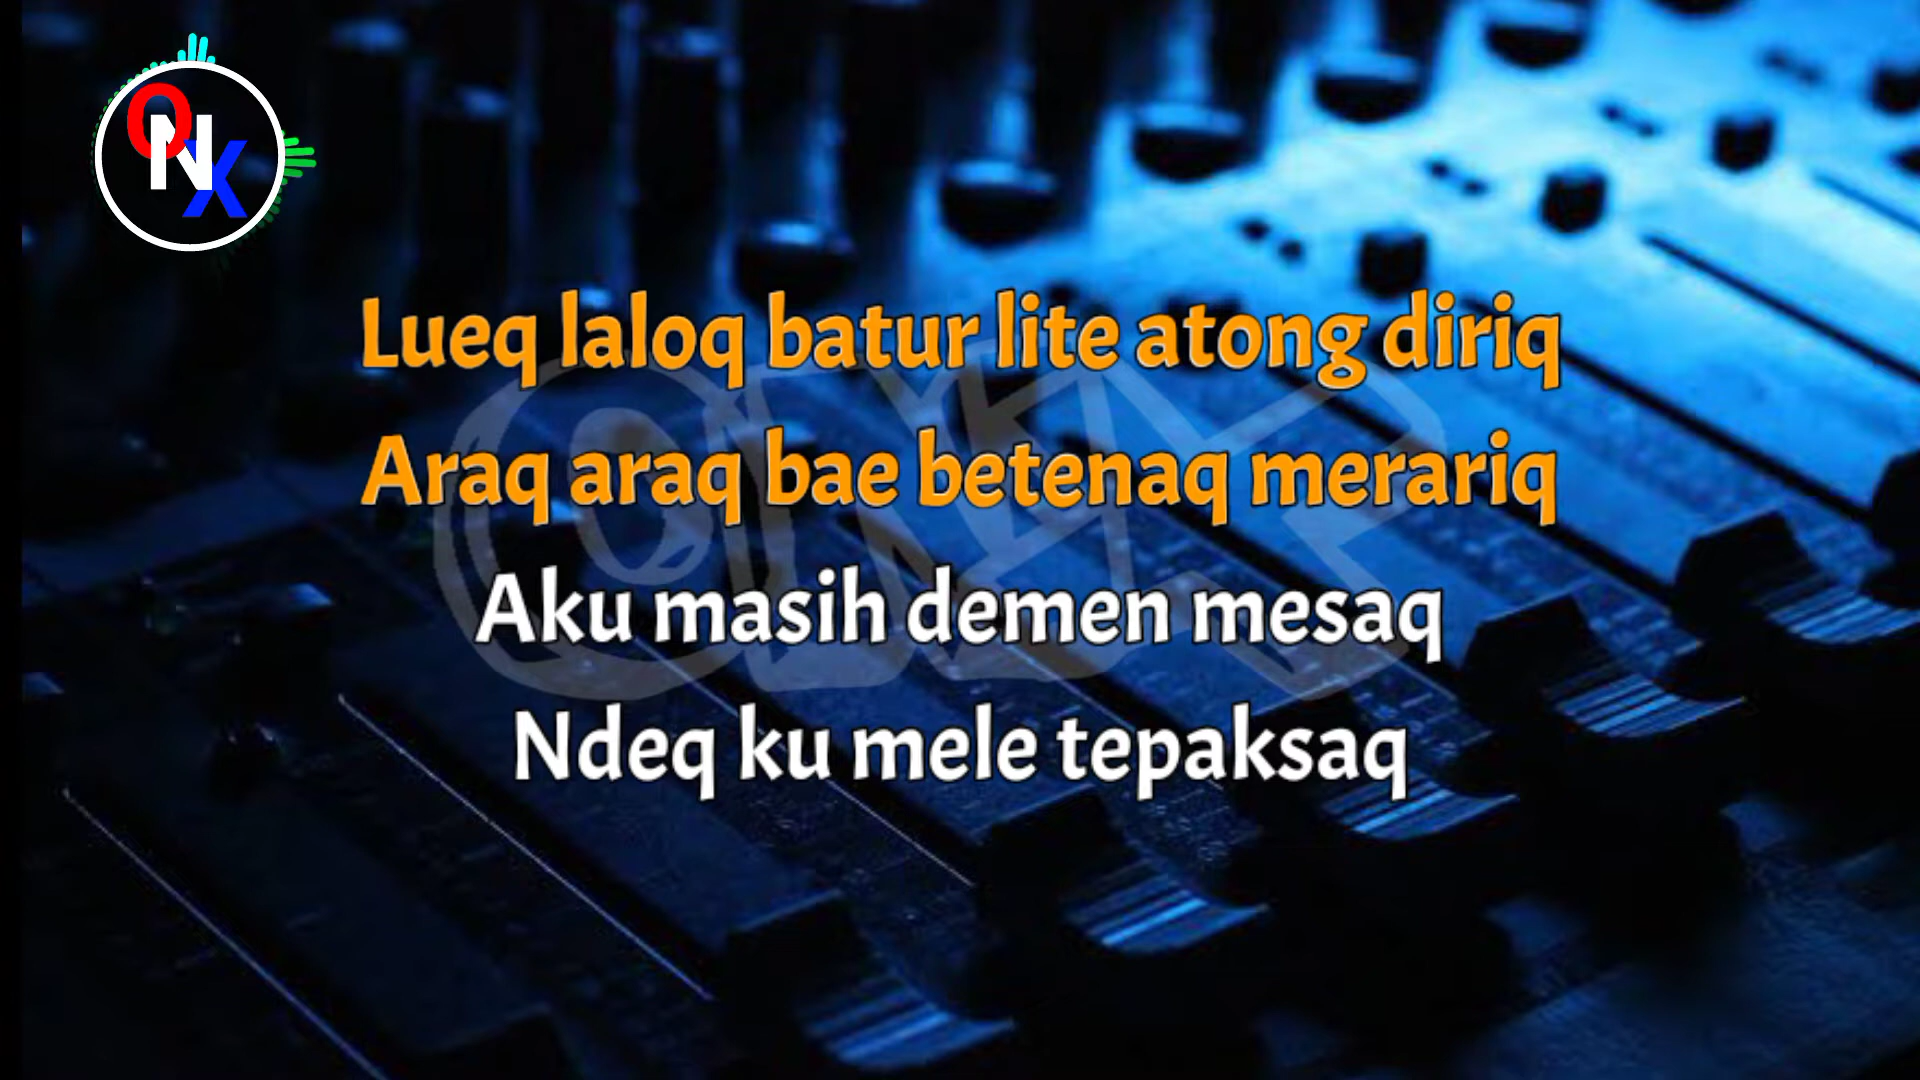 ONX
Lueq laloq batur lite atong diriq
Araq araq bae betenaq merariq
Aku masih demen mesaq
Ndeq ku mele tepaksaq